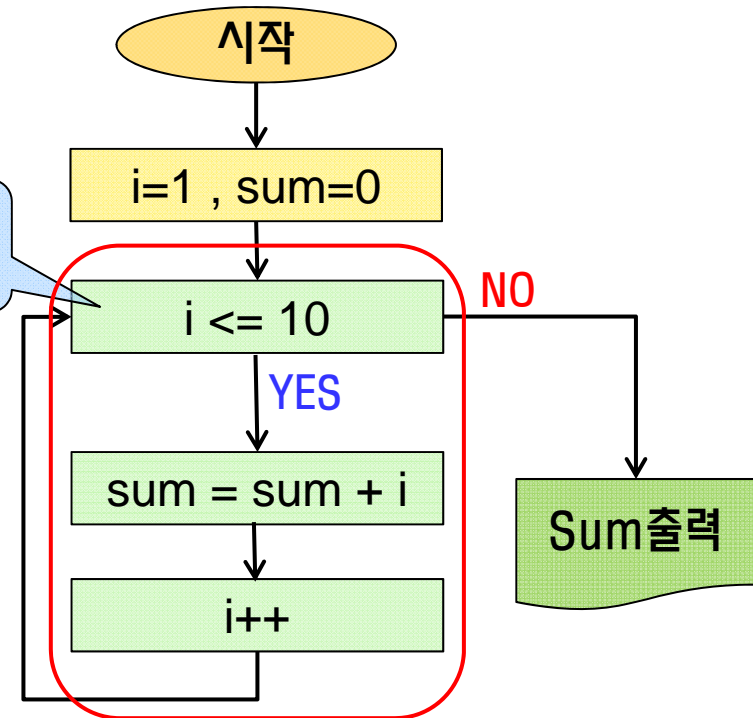 시작
i=1 , sum=0
i <= 10
NO
YES
sum = sum + i
Sum출력
i++